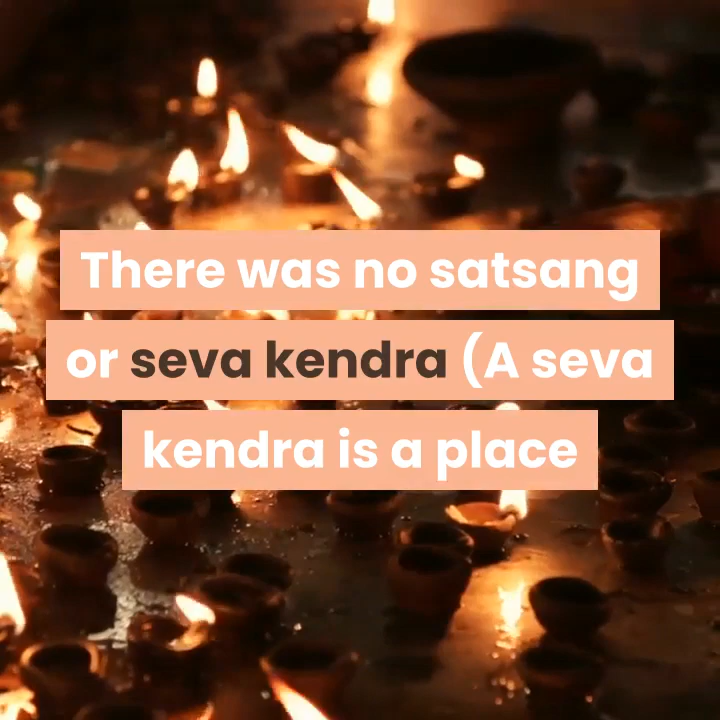 There was no satsang
or seva kendra (A seva
kendra is a place